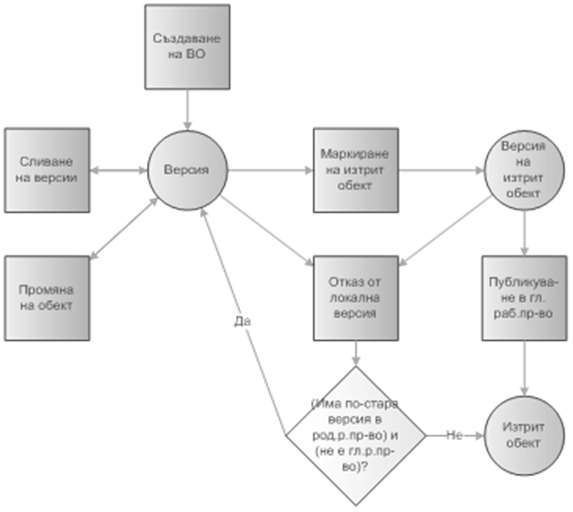 Създаване
на ВО
Сливане
на версии
Версия
Маркиране
на изтрит
обект
Версия
на
изтрит
обект
Промяна
на обект
Отказ от
локална
версия
Публикува-
не в гл.
раб.пр-во
Да
(Има по-стара
версия в
род.р.пр-во) и
(не е гл.р.пр-
во)?
Не
Изтрит
обект